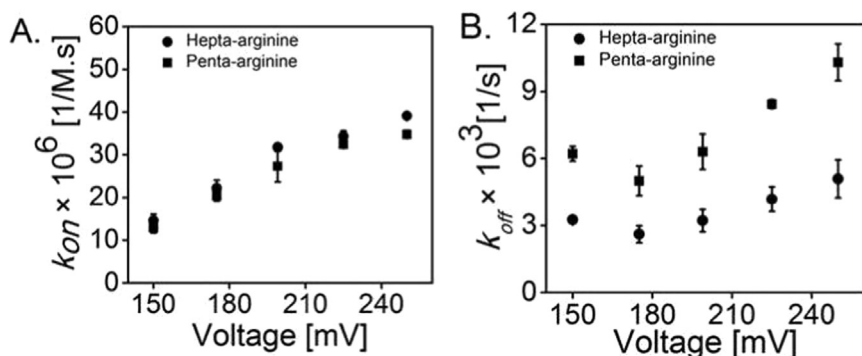 A.
60
50
40
30
20
10
0
kon × 10^6 [1/M.s]
Hepta-arginine
Penta-arginine
150 180 210 240
Voltage [mV]
B.
12
9
6
3
0
koff × 10^3 [1/s]
Hepta-arginine
Penta-arginine
150 180 210 240
Voltage [mV]